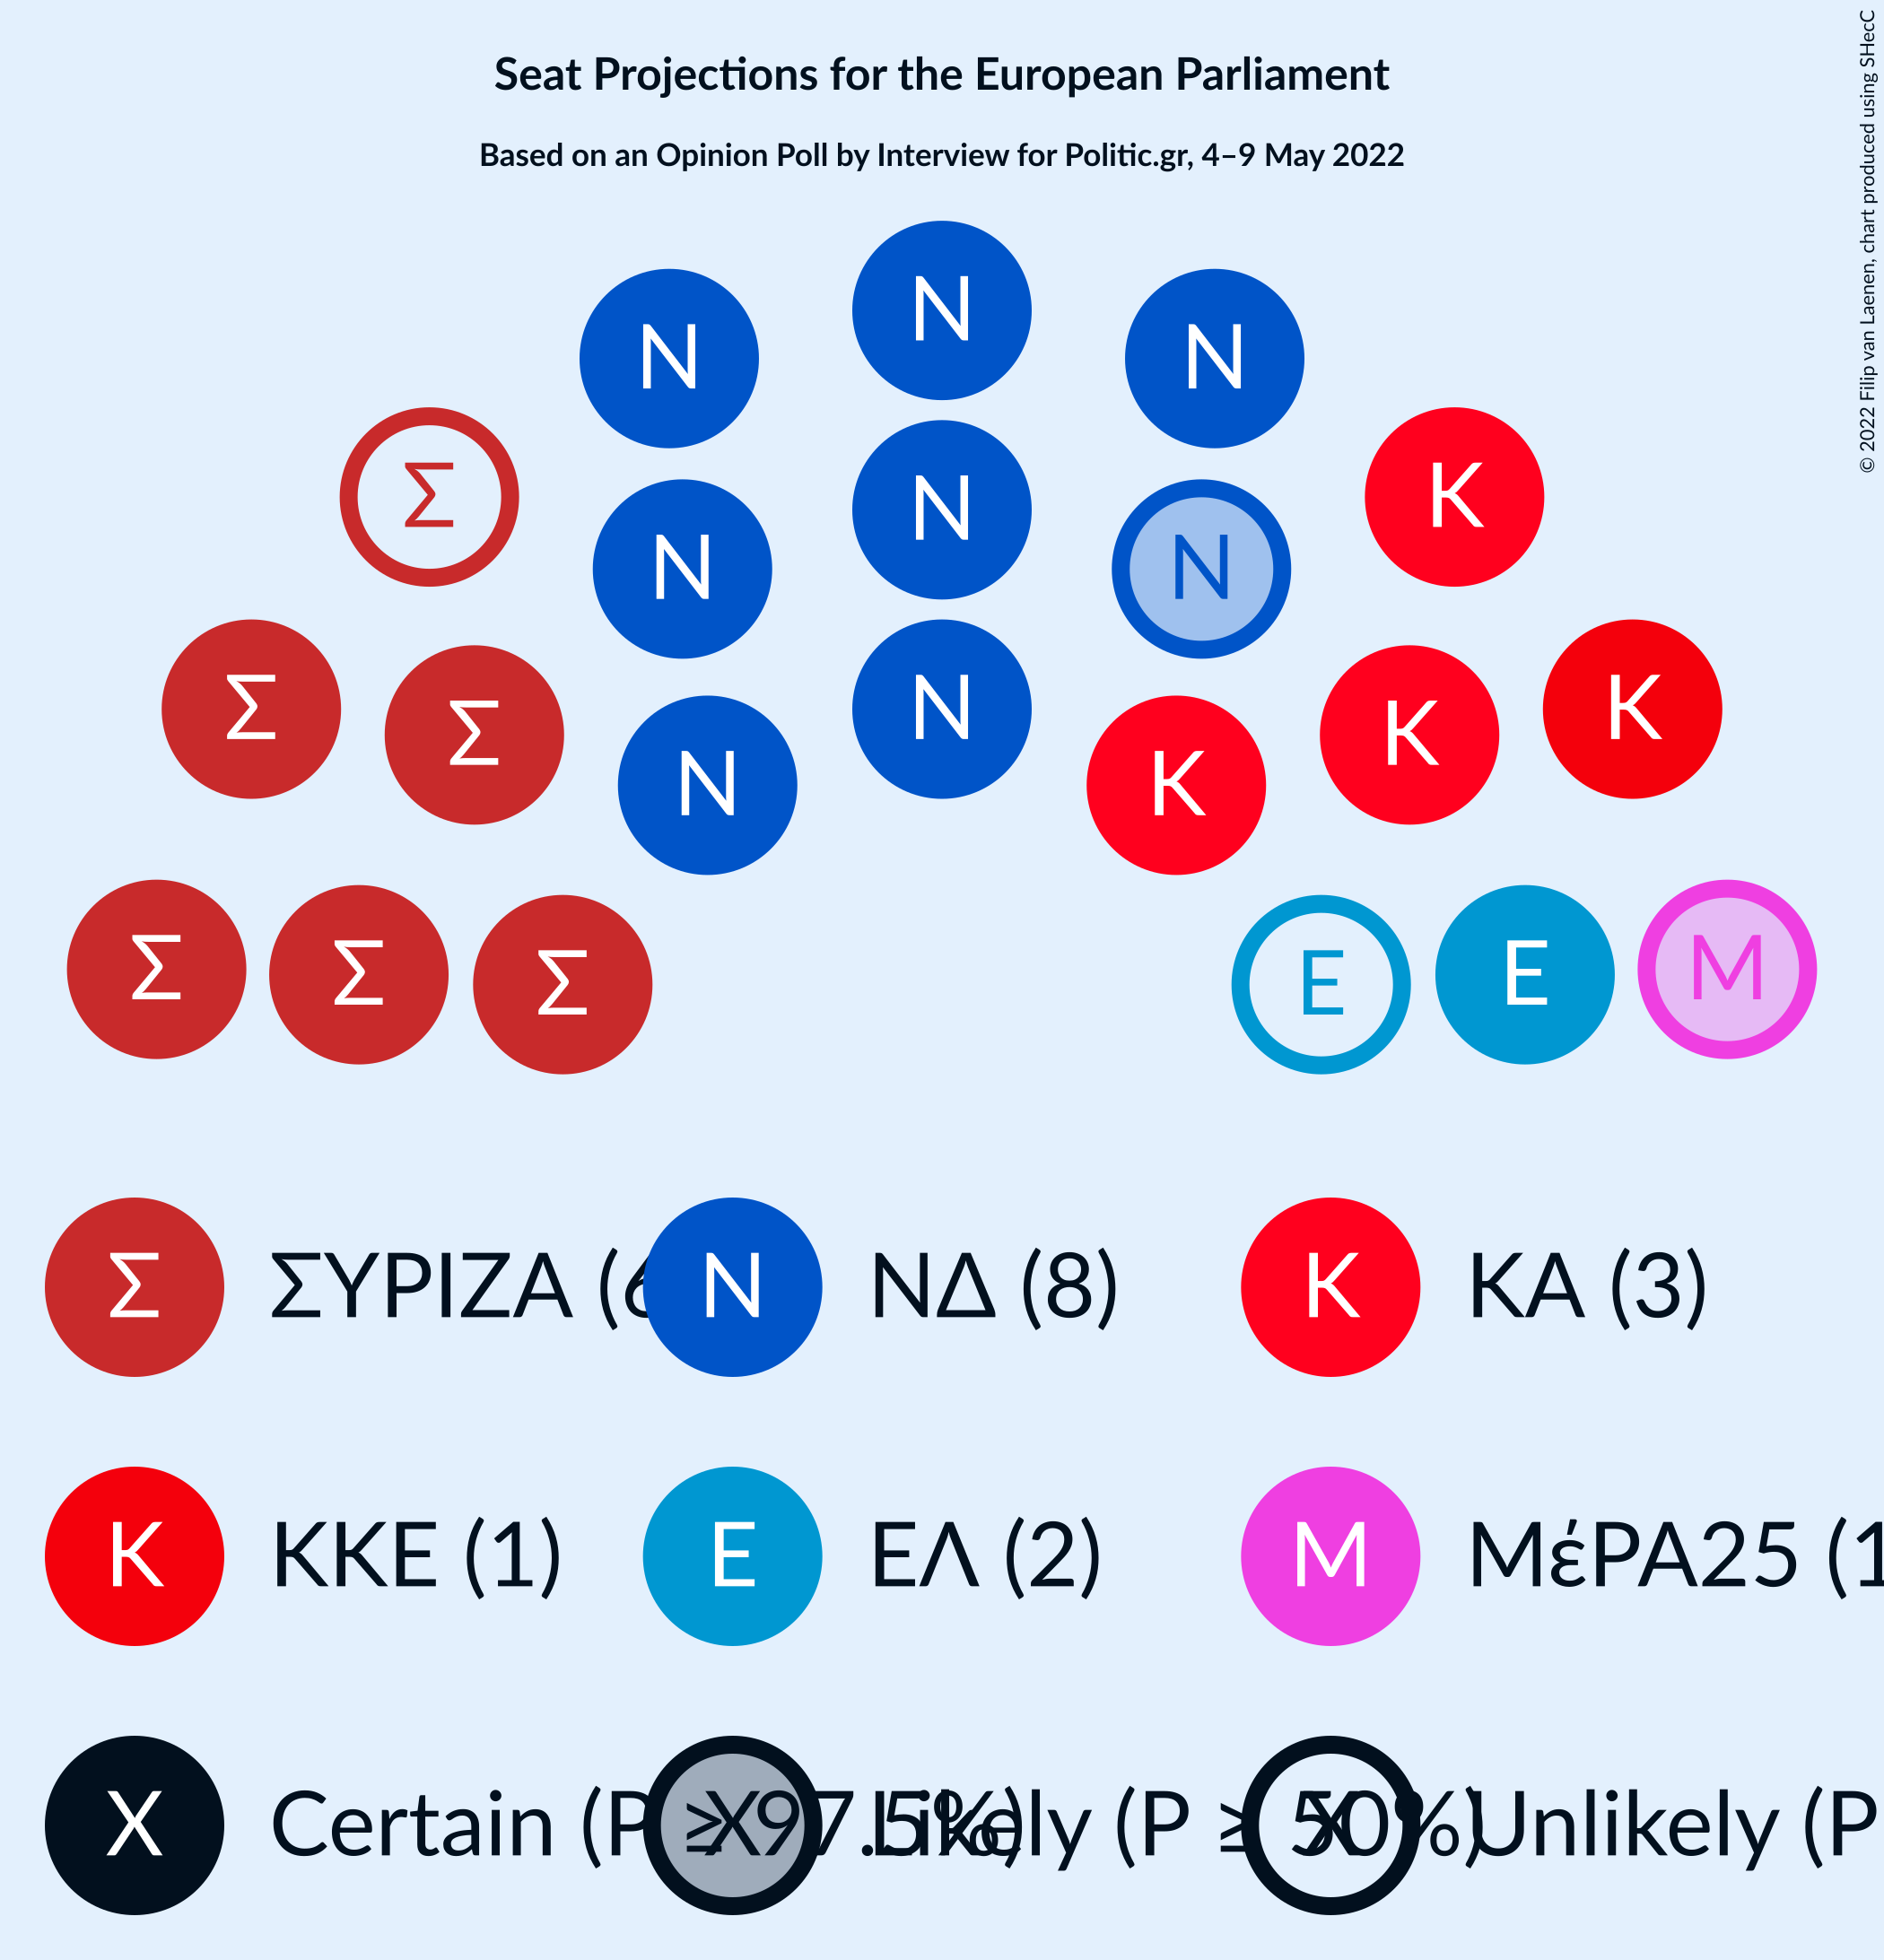 Seat Projections for the European Parliament
Based on an Opinion Poll by Interview for Politic.gr, 4–9 May 2022
© 2022 Filip van Laenen, chart produced using SHecC
N
N N
Σ N K
N N
Σ K
Σ N K
N K
Σ Σ Σ E E M
Σ ΣΥΡΙΖΑ (6 N ΝΔ (8) K ΚΑ (3)
K ΚΚΕ (1) E ΕΛ (2) M ΜέΡΑ25 (1
X Certain (P ≥ 97.5%) X Likely (P ≥ 50%) X Unlikely (P